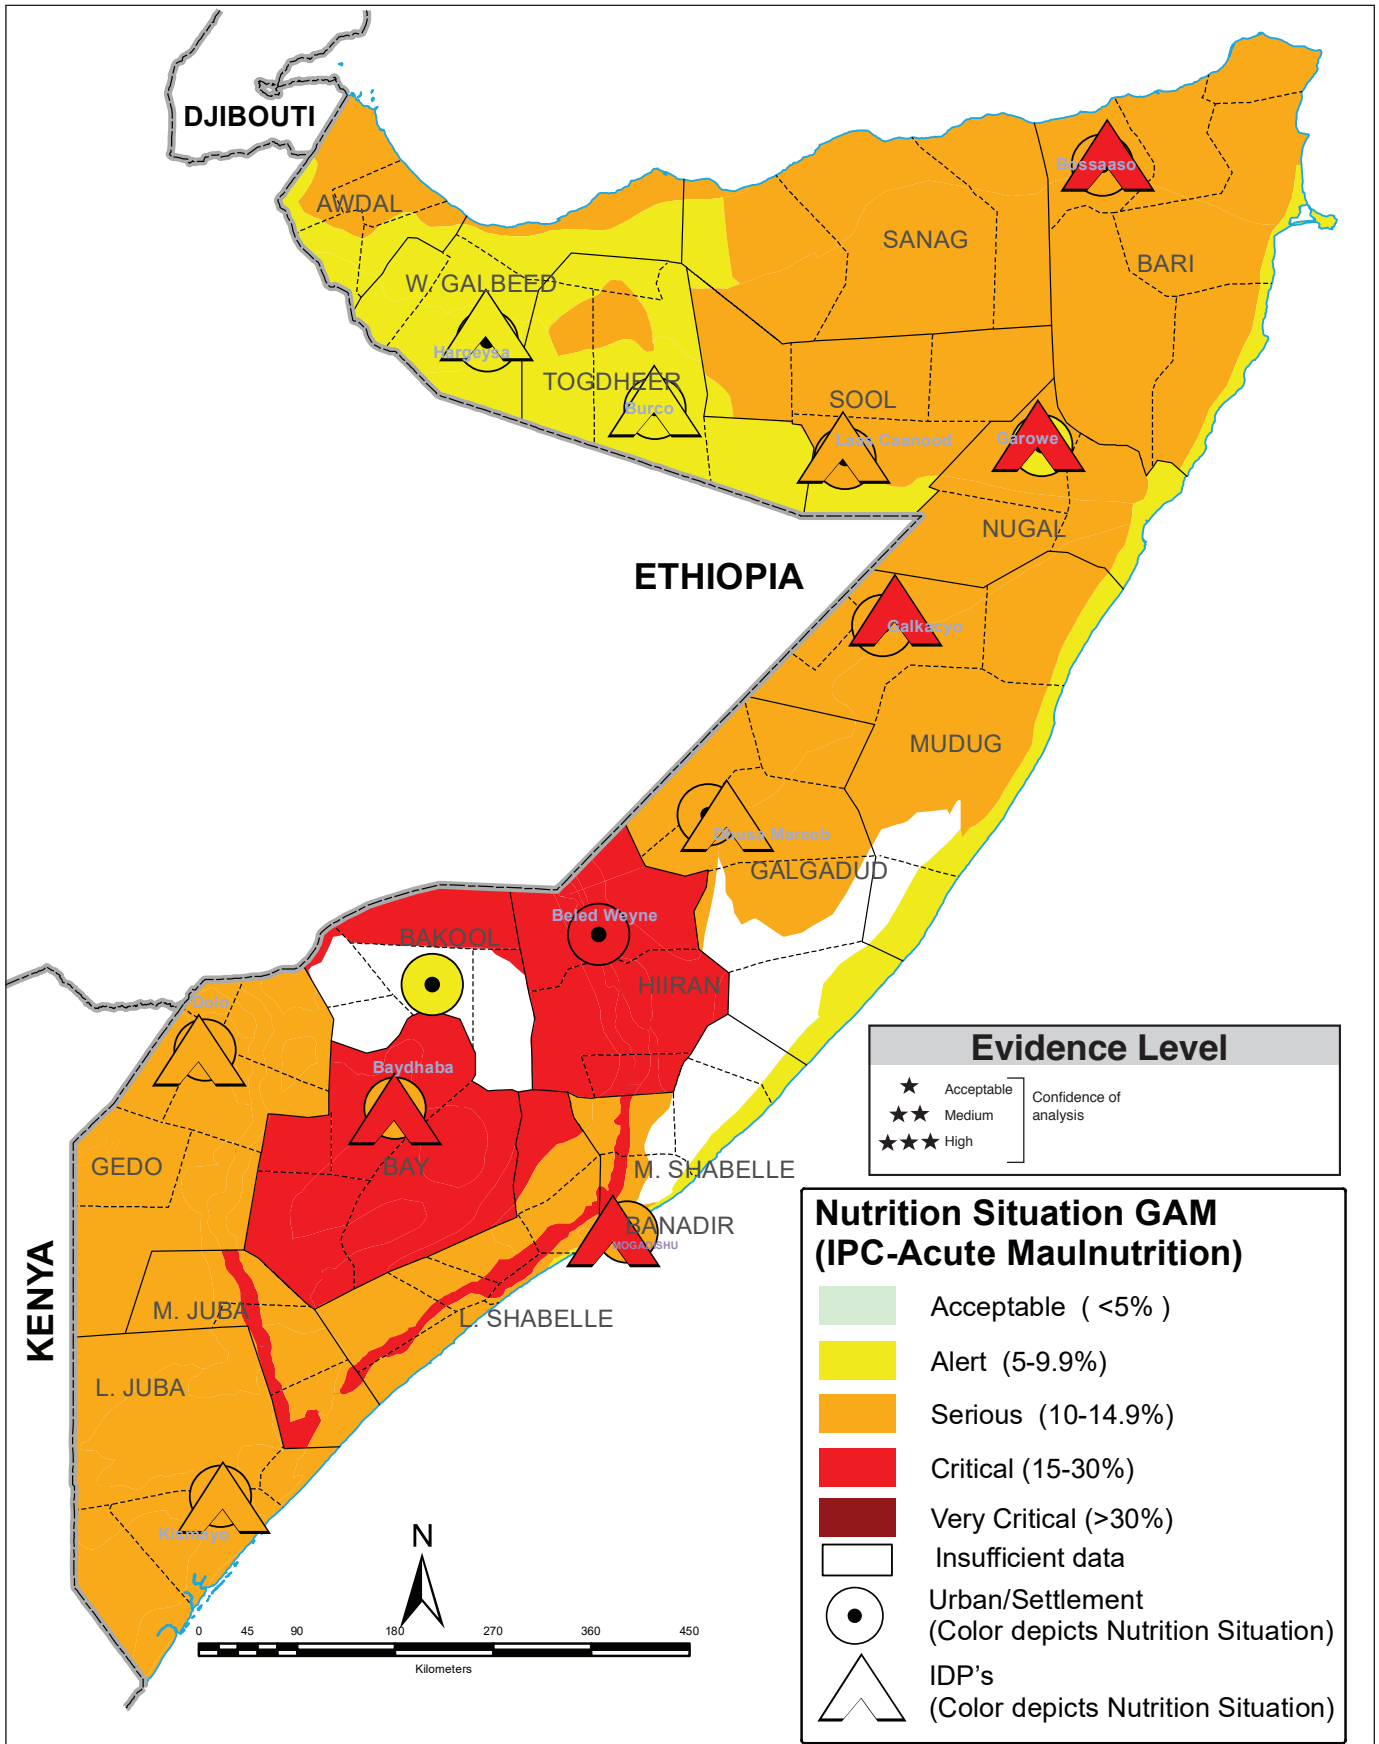 DJIBOUTI
Bossaaso
AWDAL
SANAG
BARI
W. GALBEED
Hargeysa
TOGDHEER
Burco
SOOL
Laas Caanood
Garowe
NUGAL
ETHIOPIA
Galkacyo
MUDUG
Dhusa Mareeb
GALGADUD
Beled Weyne
BAKOOL
HIIRAN
Dolo
Baydhaba
GEDO
BAY
M. SHABELLE
BANADIR
MOGADISHU
KENYA
M. JUBA
L. SHABELLE
L. JUBA
Kismayo
N
0 45 90 180 270 360 450
Kilometers
Evidence Level
Acceptable
Medium
High
Confidence of
analysis
Nutrition Situation GAM
(IPC-Acute Maulnutrition)
Acceptable ( <5% )
Alert (5-9.9%)
Serious (10-14.9%)
Critical (15-30%)
Very Critical (>30%)
Insufficient data
Urban/Settlement
(Color depicts Nutrition Situation)
IDP's
(Color depicts Nutrition Situation)